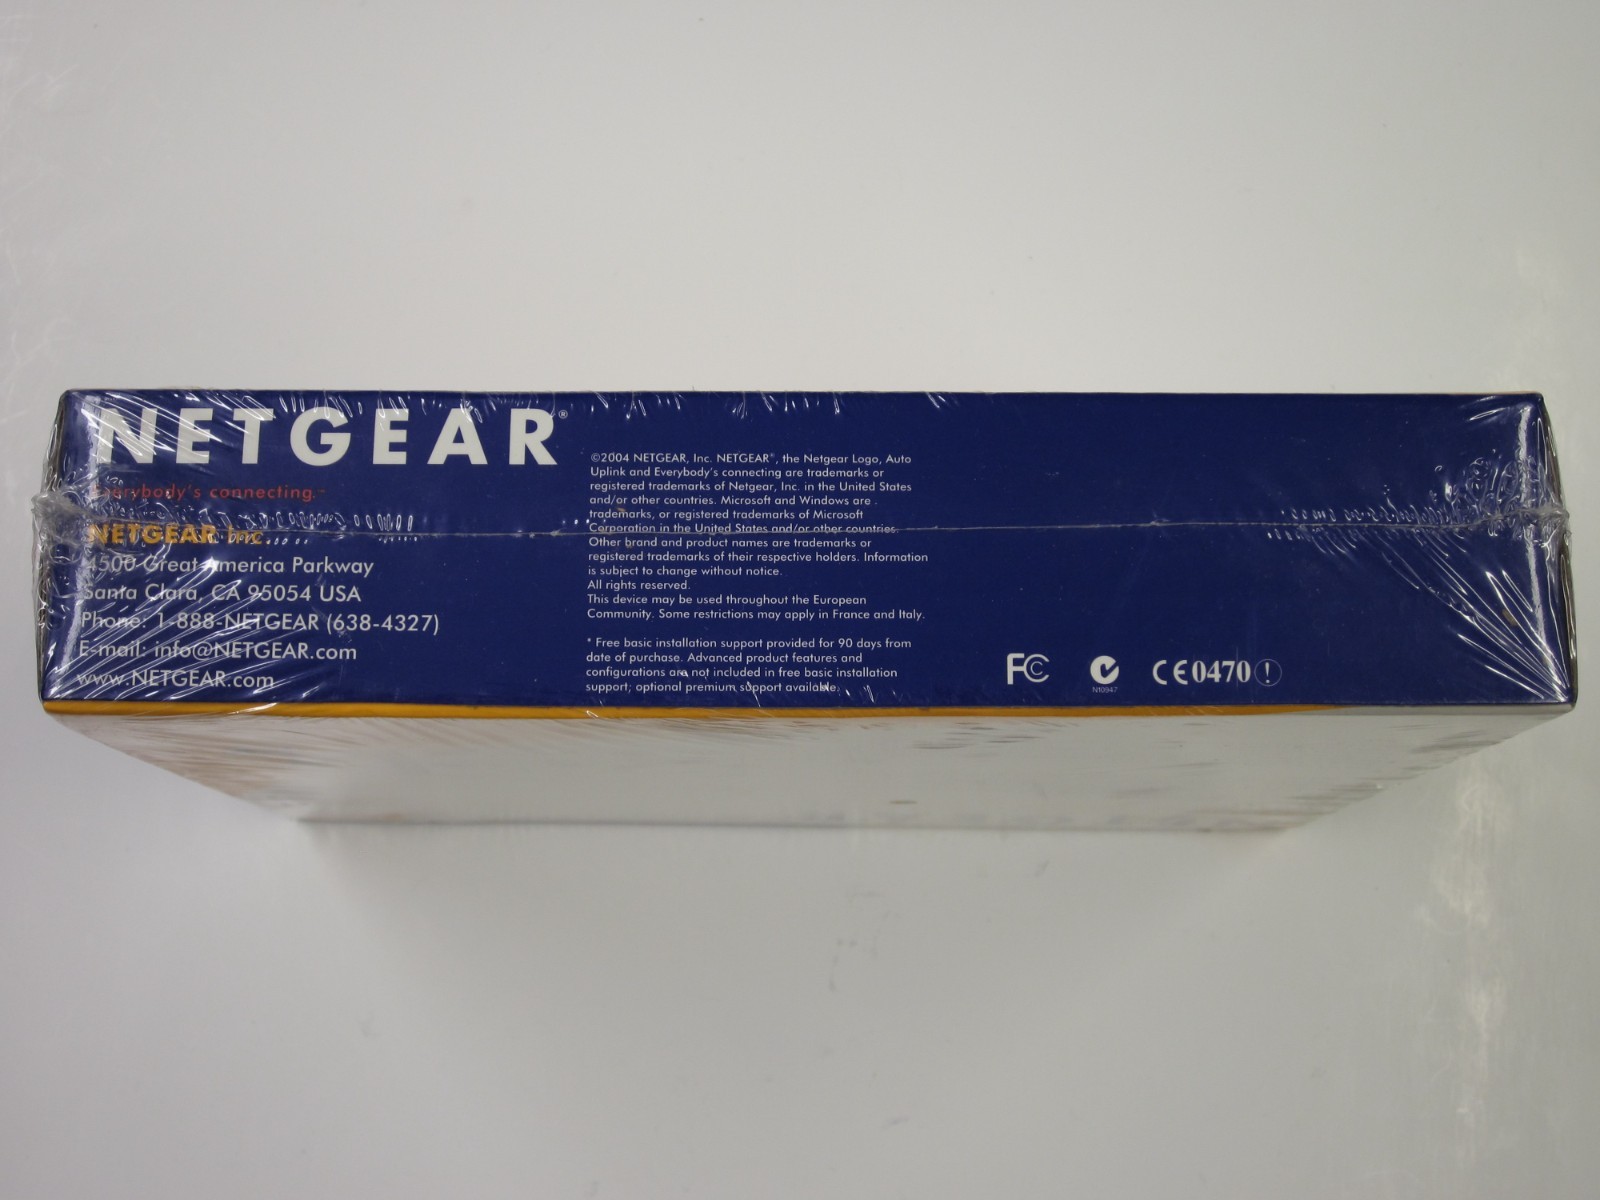 NETGEAR®
Everybody's connecting.™
NETGEAR Inc.
4500 Great America Parkway
Santa Clara, CA 95054 USA
Phone: 1-888-NETGEAR (638-4327)
E-mail: info@NETGEAR.com
www.NETGEAR.com
©2004 NETGEAR, Inc. NETGEAR®, the Netgear Logo, Auto
Uplink and Everybody's connecting are trademarks or
registered trademarks of Netgear, Inc. in the United States
and/or other countries. Microsoft and Windows are
trademarks, or registered trademarks of Microsoft
Corporation in the United States and/or other countries.
Other brand and product names are trademarks or
registered trademarks of their respective holders. Information
is subject to change without notice.
All rights reserved.
This device may be used throughout the European
Community. Some restrictions may apply in France and Italy.
* Free basic installation support provided for 90 days from
date of purchase. Advanced product features and
configurations are not included in free basic installation
support; optional premium support available.
FC
N10947
CE0470!